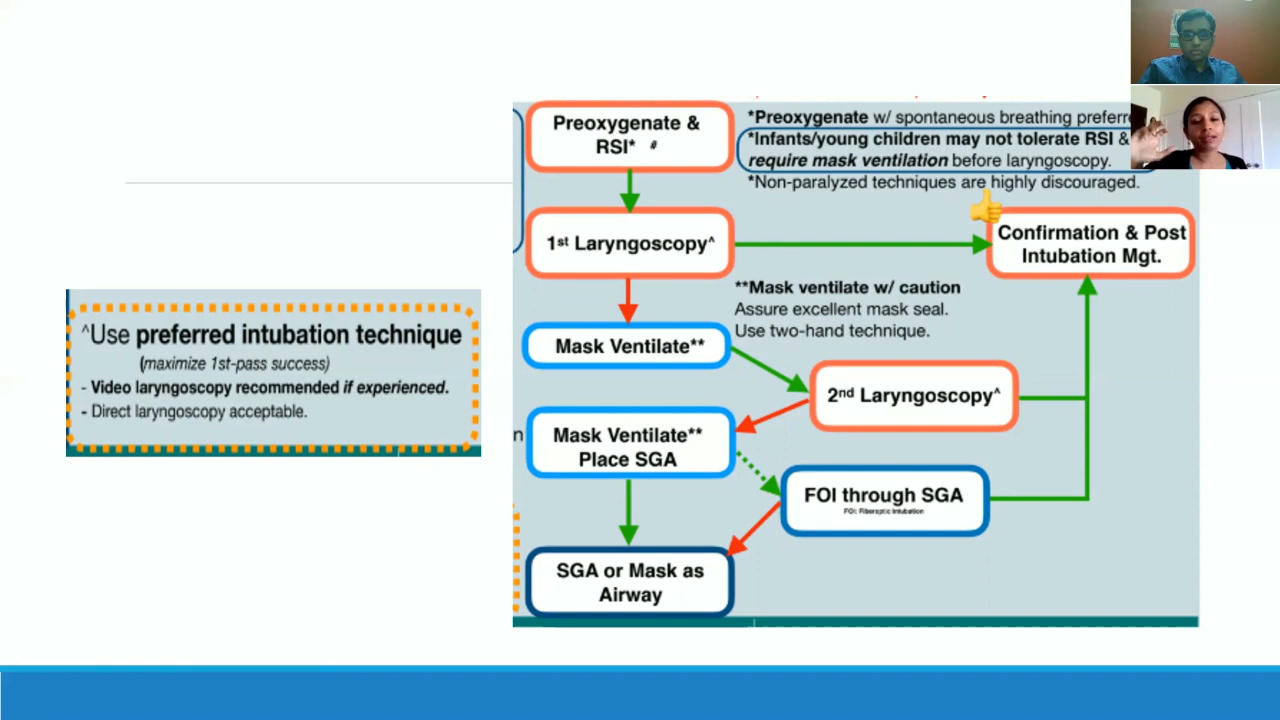 ^Use preferred intubation technique
(maximize 1st-pass success)
- Video laryngoscopy recommended if experienced.
- Direct laryngoscopy acceptable.
Preoxygenate &
RSI* #
*Preoxygenate w/ spontaneous breathing
*Infants/young children may not tolerate RSI &
require mask ventilation before laryngoscopy.
*Non-paralyzed techniques are highly discouraged.
1st Laryngoscopy^
Confirmation & Post
Intubation Mgt.
**Mask ventilate w/ caution
Assure excellent mask seal.
Use two-hand technique.
Mask Ventilate**
2nd Laryngoscopy^
Mask Ventilate**
Place SGA
FOI through SGA
FOI: Fiberoptic Intubation
SGA or Mask as
Airway